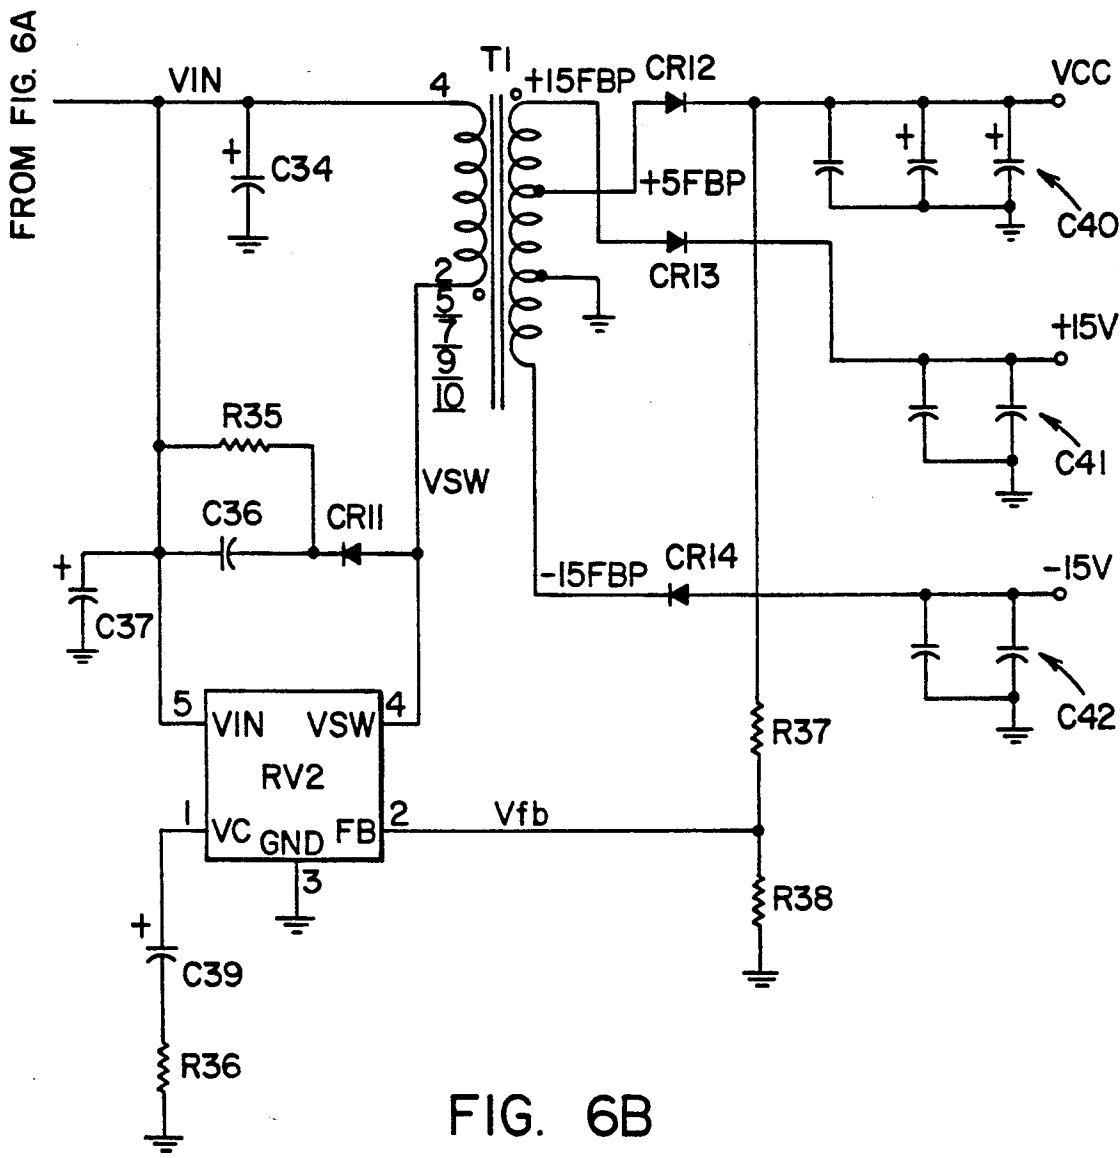 FROM FIG. 6A
VIN
4
T1
+15FBP
CR12
VCC
+
C34
+5FBP
+
+
C40
CR13
2
5
7
9
10
+15V
R35
VSW
C41
C36
CR11
+
C37
-15FBP
CR14
-15V
C42
5
VIN
VSW
4
RV2
R37
1
VC
GND
FB
2
Vfb
3
R38
+
C39
R36
FIG. 6B